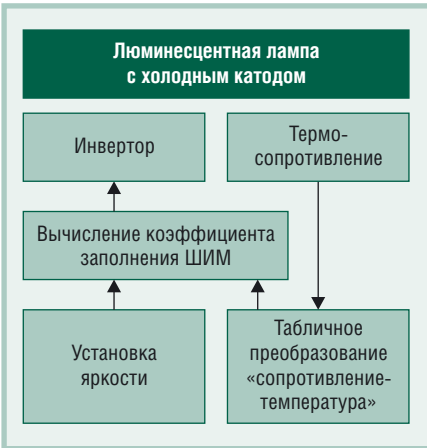 Люминесцентная лампа
с холодным катодом
Инвертор
Термо-
сопротивление
Вычисление коэффициента
заполнения ШИМ
Установка
яркости
Табличное
преобразование
«сопротивление-
температура»